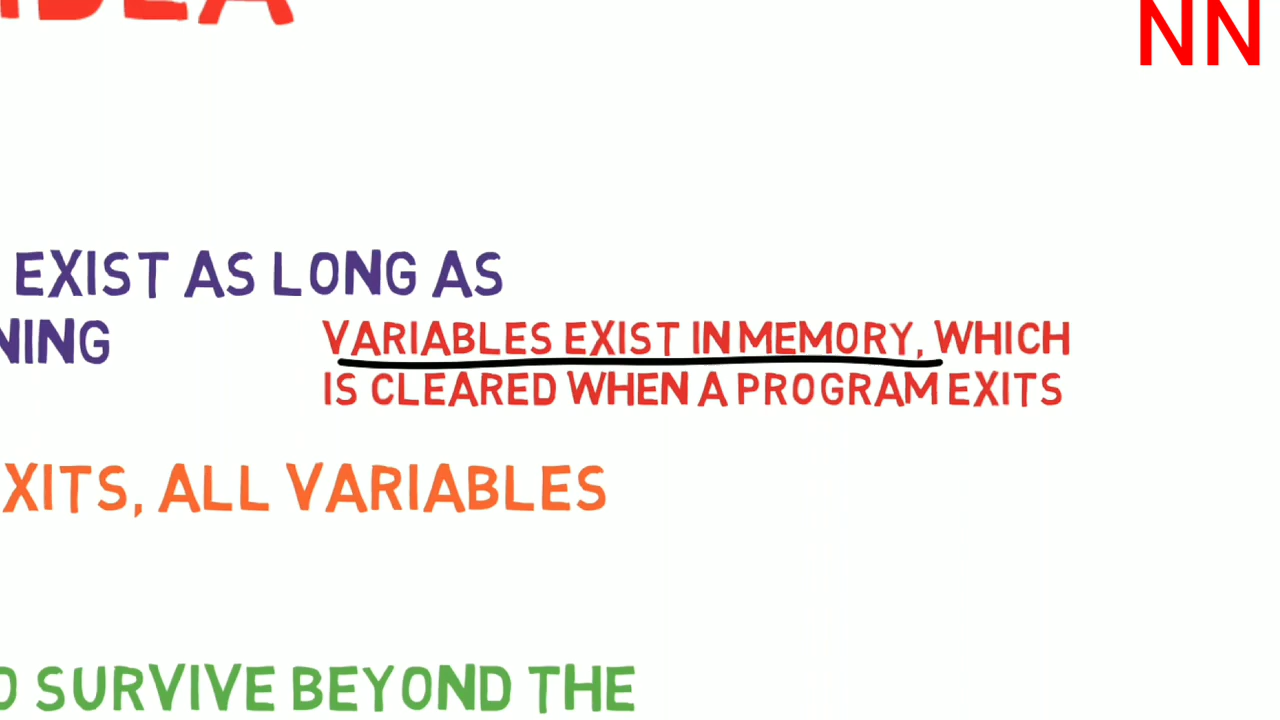 NN
EXIST AS LONG AS
VARIABLES EXIST IN MEMORY, WHICH
IS CLEARED WHEN A PROGRAM EXITS
XITS, ALL VARIABLES
SURVIVE BEYOND THE